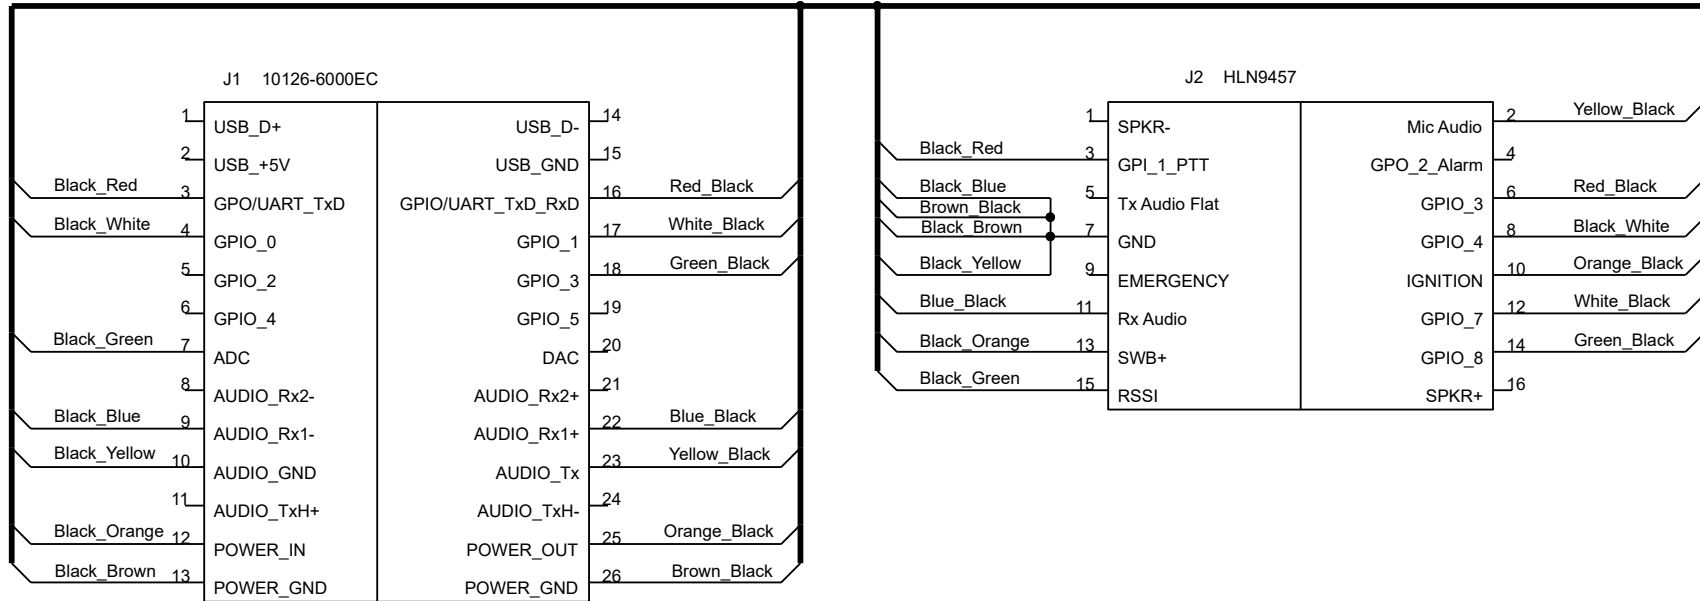 J1 10126-6000EC
1 USB_D+ USB_D- 14
2 USB_+5V USB_GND 15
Black_Red 3 GPO/UART_TxD GPIO/UART_TxD_RxD 16 Red_Black
Black_White 4 GPIO_0 GPIO_1 17 White_Black
5 GPIO_2 GPIO_3 18 Green_Black
6 GPIO_4 GPIO_5 19
Black_Green 7 ADC DAC 20
8 AUDIO_Rx2- AUDIO_Rx2+ 21
Black_Blue 9 AUDIO_Rx1- AUDIO_Rx1+ 22 Blue_Black
Black_Yellow 10 AUDIO_GND AUDIO_Tx 23 Yellow_Black
11 AUDIO_TxH+ AUDIO_TxH- 24
Black_Orange 12 POWER_IN POWER_OUT 25 Orange_Black
Black_Brown 13 POWER_GND POWER_GND 26 Brown_Black
J2 HLN9457
1 SPKR- Mic Audio 2 Yellow_Black
Black_Red 3 GPI_1_PTT GPO_2_Alarm 4
Black_Blue 5 Tx Audio Flat GPIO_3 6 Red_Black
Brown_Black
Black_Brown 7 GND GPIO_4 8 Black_White
Black_Yellow 9 EMERGENCY IGNITION 10 Orange_Black
Blue_Black 11 Rx Audio GPIO_7 12 White_Black
Black_Orange 13 SWB+ GPIO_8 14 Green_Black
Black_Green 15 RSSI SPKR+ 16